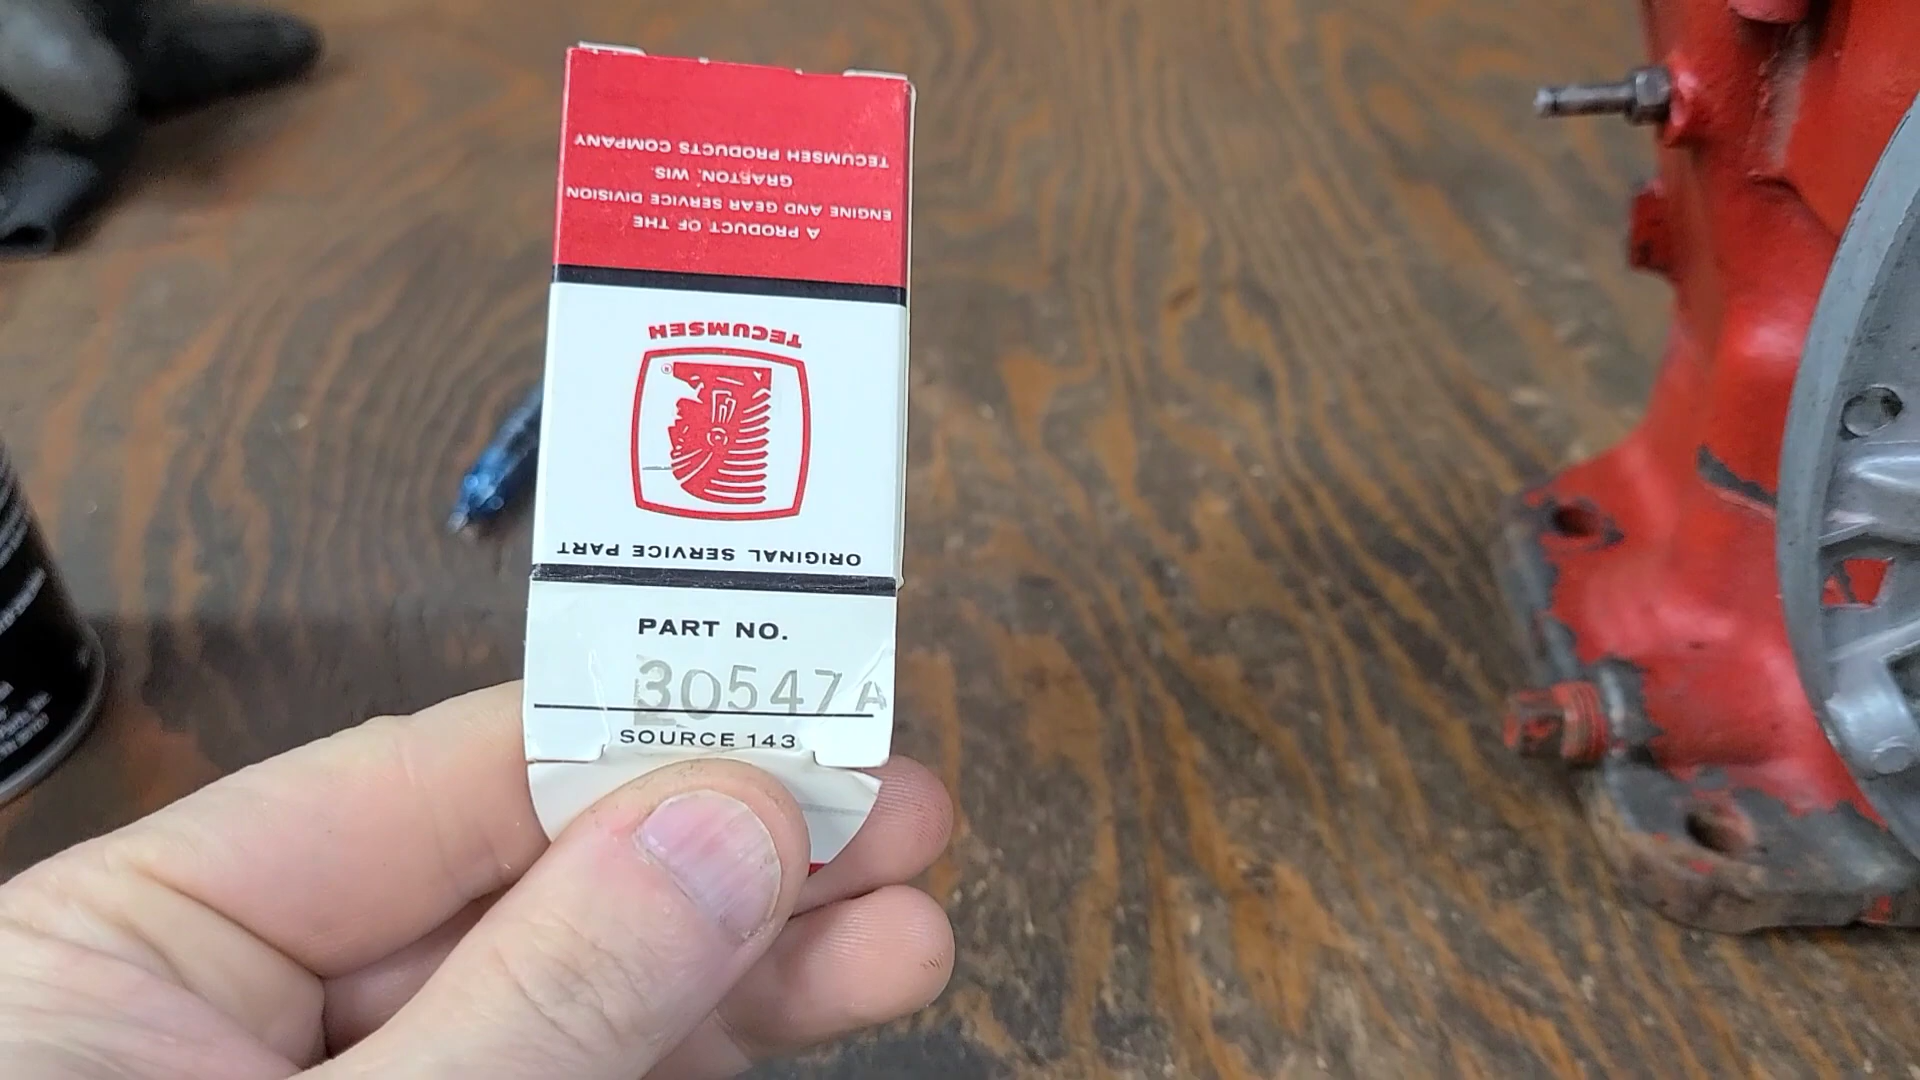 A PRODUCT OF THE
ENGINE AND GEAR SERVICE DIVISION
GRAFTON, WIS.
TECUMSEH PRODUCTS COMPANY
TECUMSEH
®
ORIGINAL SERVICE PART
PART NO.
30547A
SOURCE 143